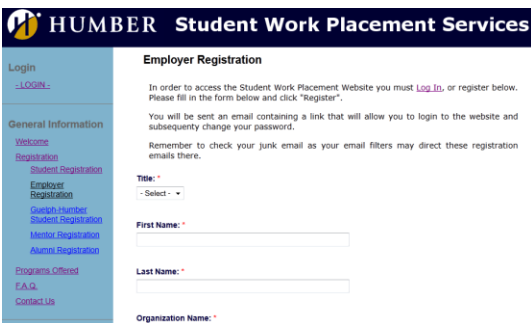 HUMBER Student Work Placement Services
Login
- LOGIN -
General Information
Welcome
Registration
Student Registration
Employer
Registration
Guelph-Humber
Student Registration
Mentor Registration
Alumni Registration
Programs Offered
F.A.Q.
Contact Us
Employer Registration
In order to access the Student Work Placement Website you must Log In, or register below.
Please fill in the form below and click "Register".
You will be sent an email containing a link that will allow you to login to the website and
subsequenty change your password.
Remember to check your junk email as your email filters may direct these registration
emails there.
Title: *
- Select -
First Name: *
Last Name: *
Organization Name: *